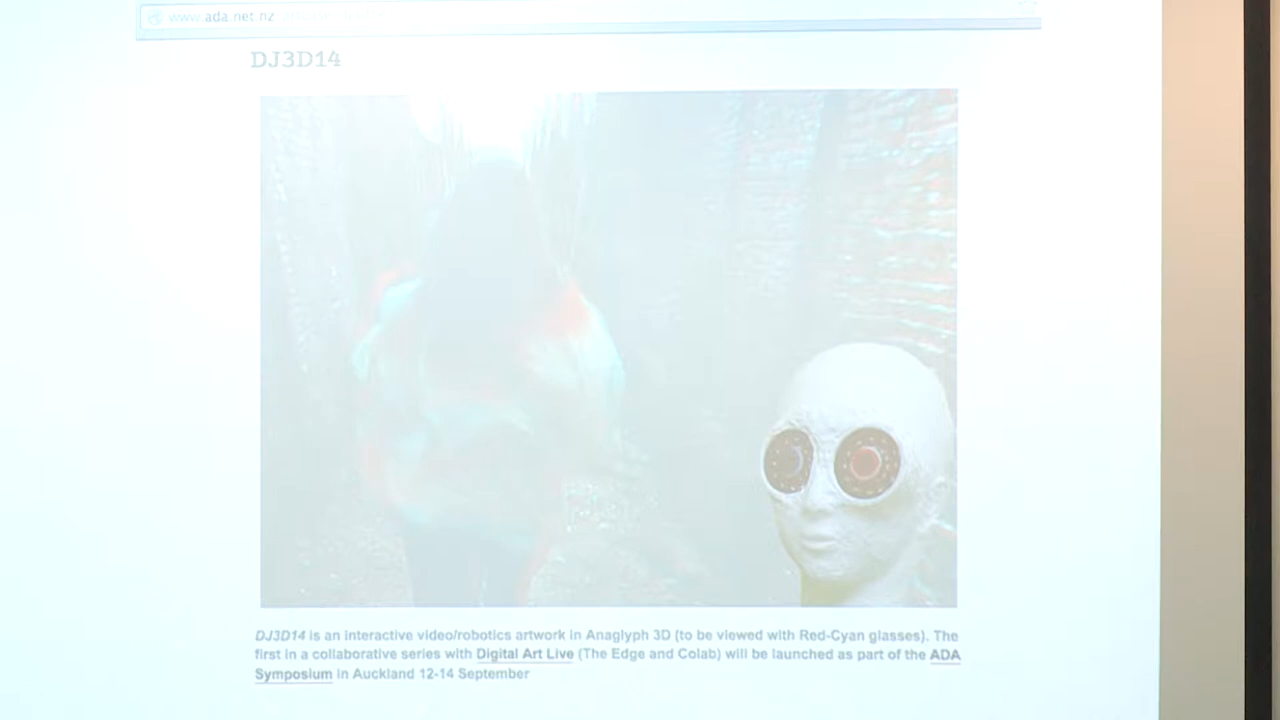 www.ada.net.nz
DJ3D14
DJ3D14 is an interactive video/robotics artwork in Anaglyph 3D (to be viewed with Red-Cyan glasses). The
first in a collaborative series with Digital Art Live (The Edge and Colab) will be launched as part of the ADA
Symposium in Auckland 12-14 September